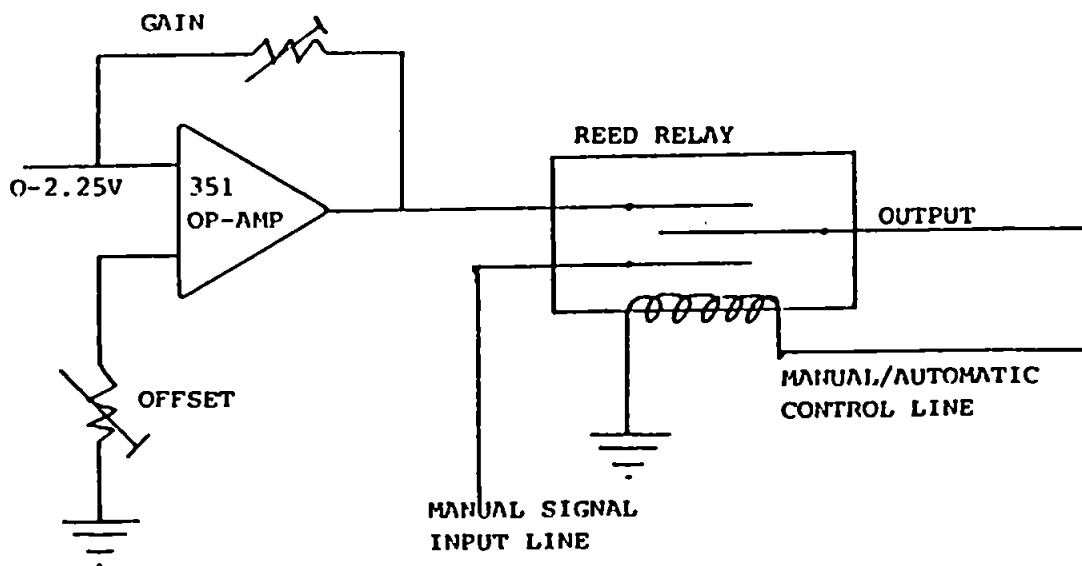 GAIN
REED RELAY
0-2.25V
351
OP-AMP
OUTPUT
OFFSET
MANUAL/AUTOMATIC
CONTROL LINE
MANUAL SIGNAL
INPUT LINE